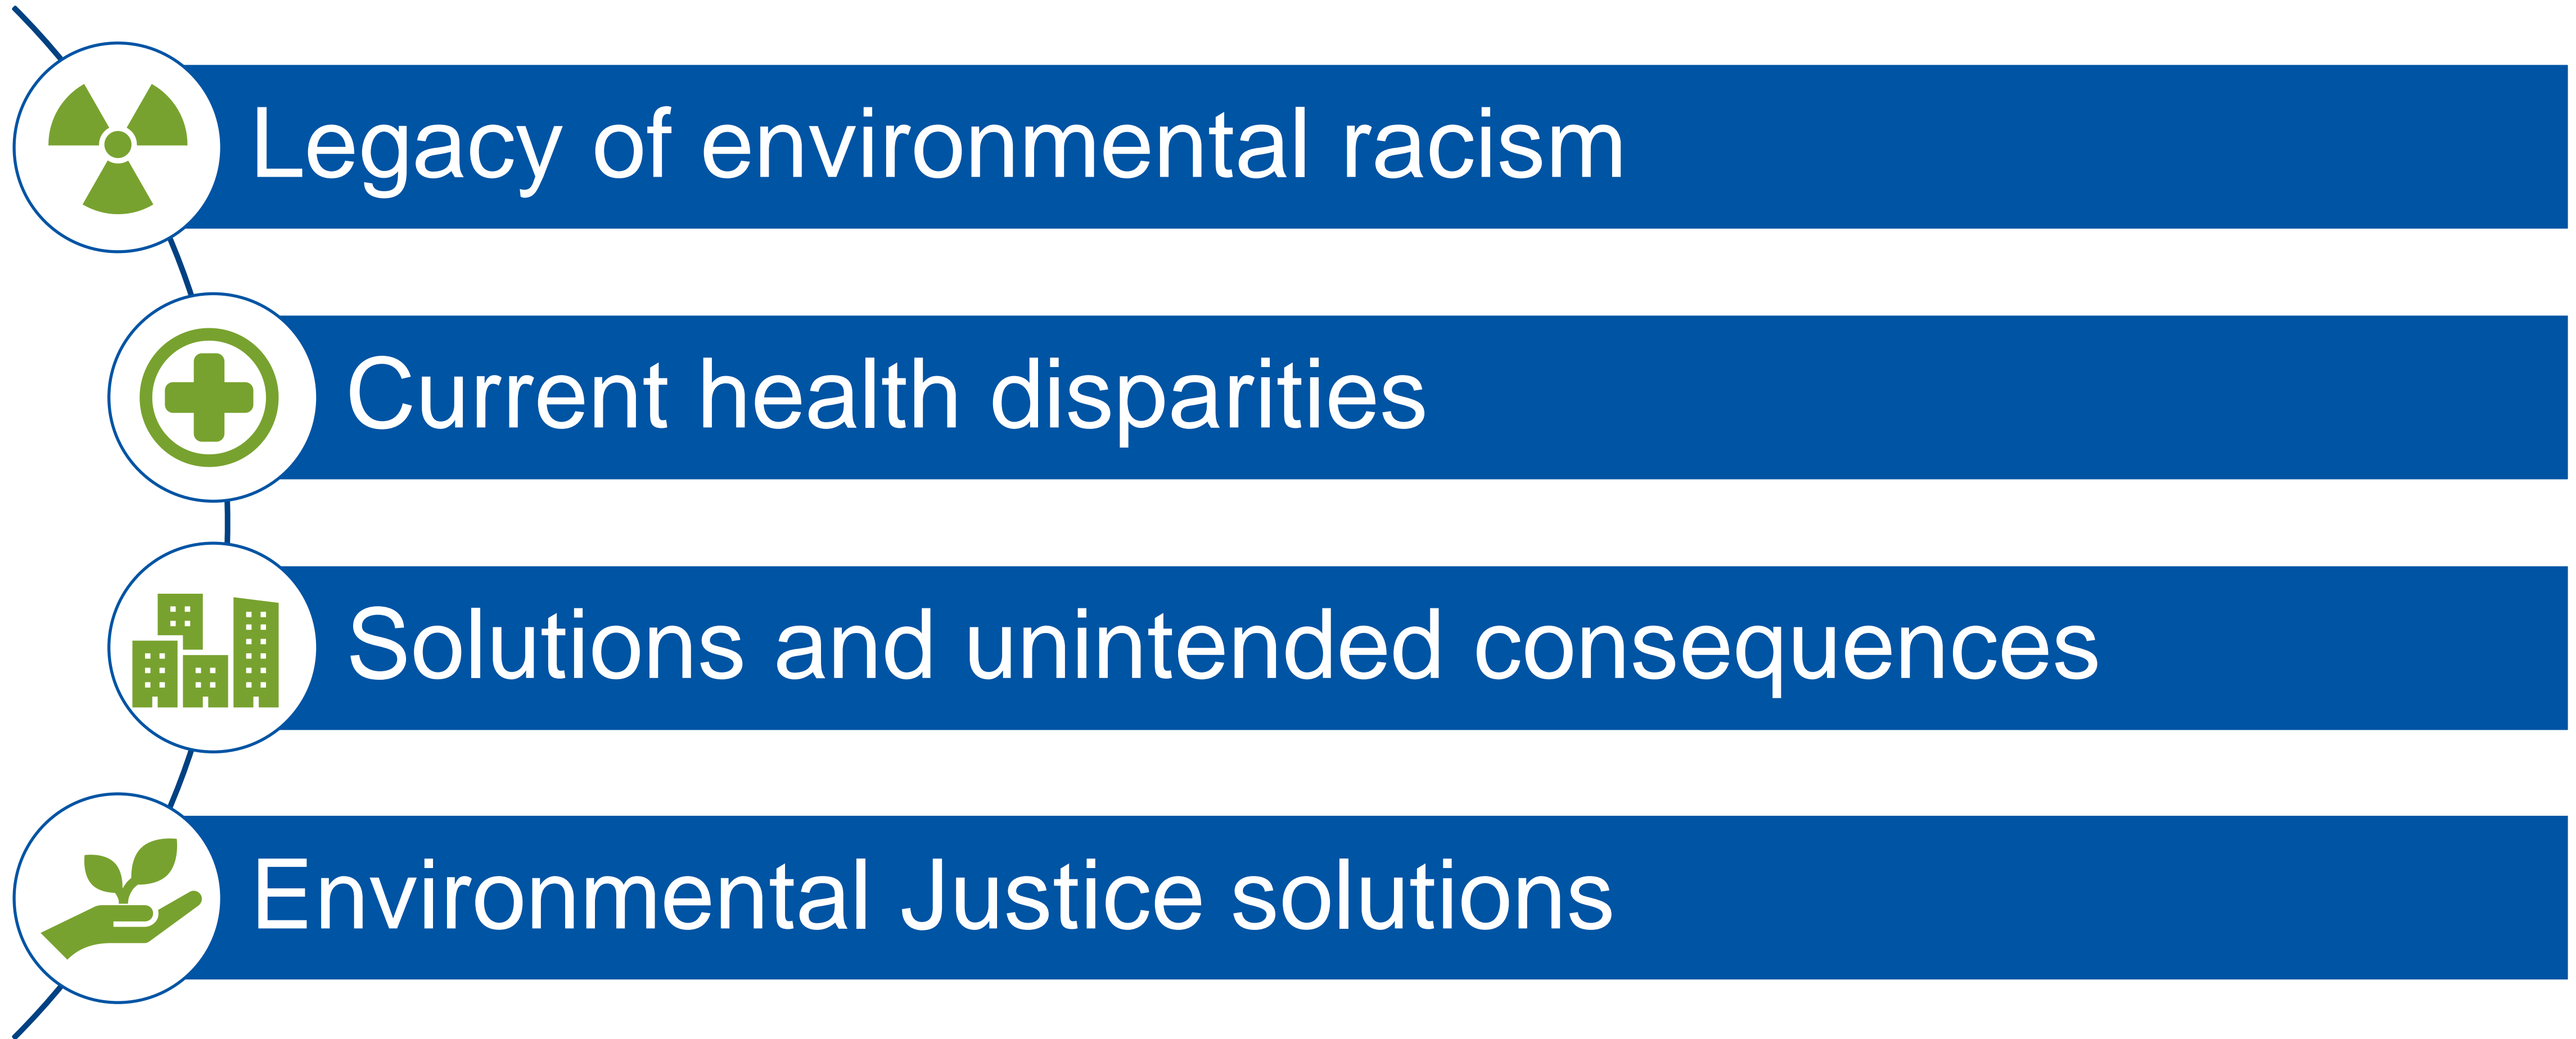 Legacy of environmental racism
Current health disparities
Solutions and unintended consequences
Environmental Justice solutions